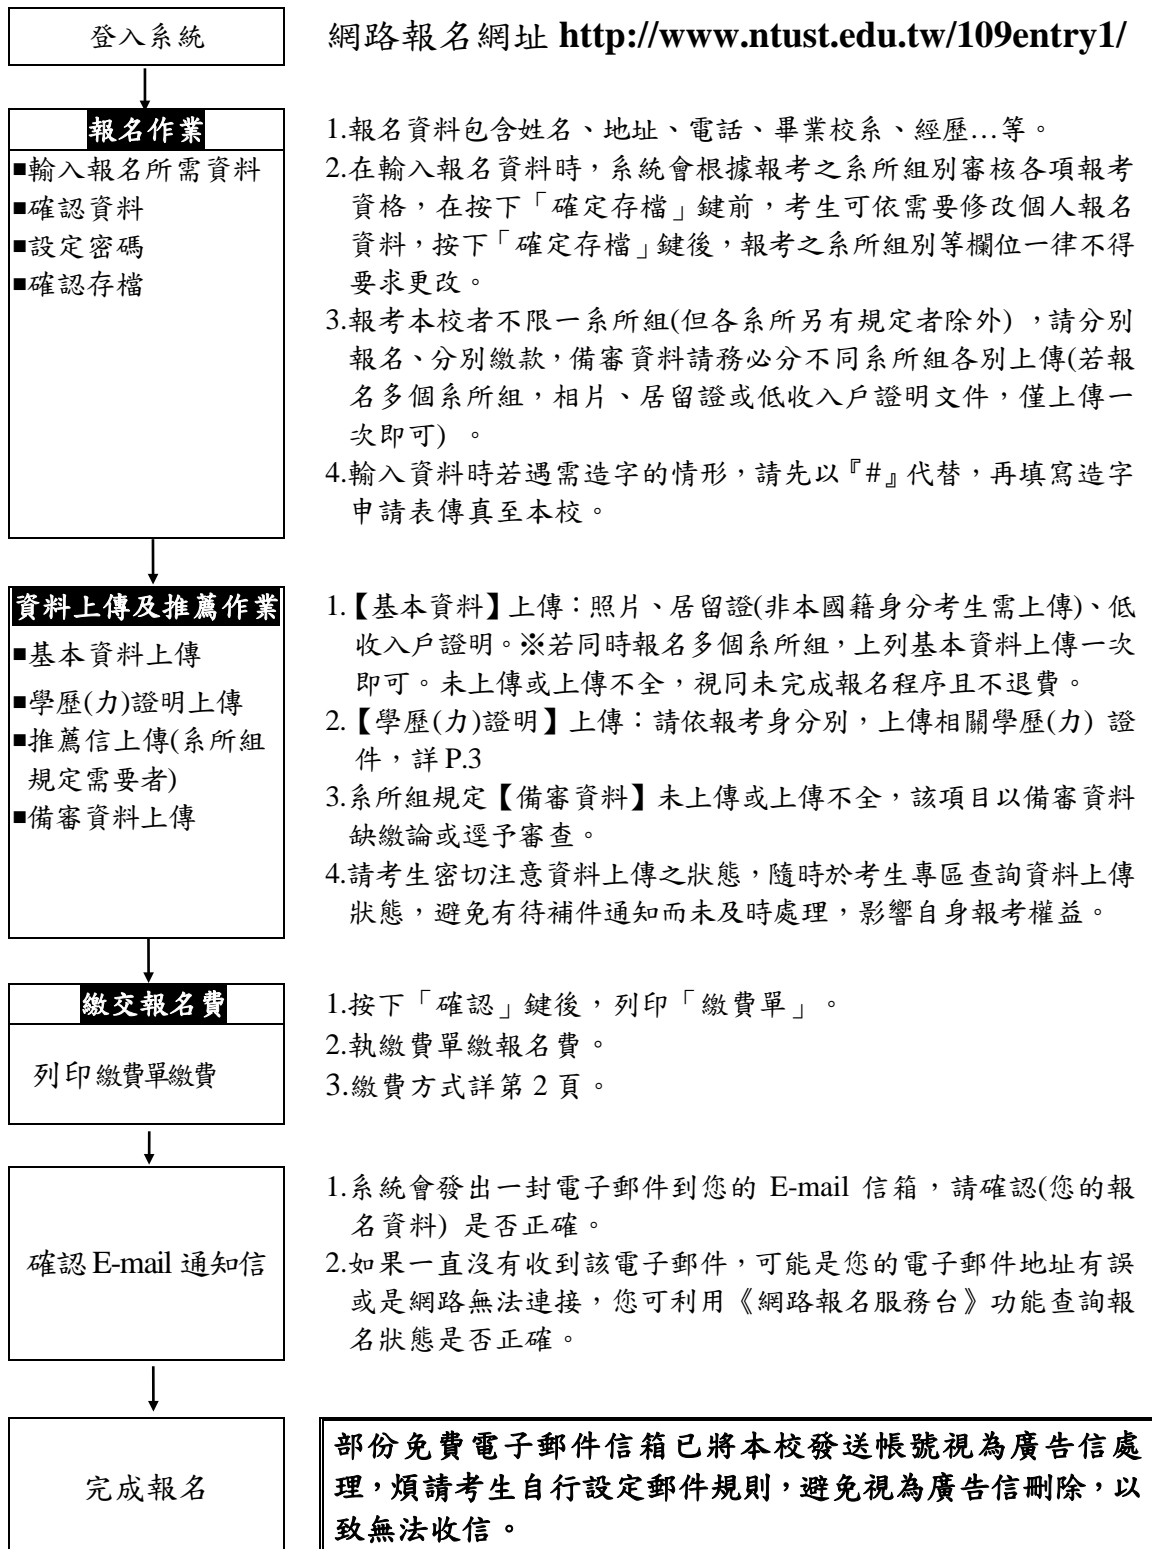 登入系統
網路報名網址 http://www.ntust.edu.tw/109entry1/
報名作業
■輸入報名所需資料
■確認資料
■設定密碼
■確認存檔
1.報名資料包含姓名、地址、電話、畢業校系、經歷…等。
2.在輸入報名資料時，系統會根據報考之系所組別審核各項報考
資格，在按下「確定存檔」鍵前，考生可依需要修改個人報名
資料，按下「確定存檔」鍵後，報考之系所組別等欄位一律不得
要求更改。
3.報考本校者不限一系所組(但各系所另有規定者除外) ，請分別
報名、分別繳款，備審資料請務必分不同系所組各別上傳(若報
名多個系所組，相片、居留證或低收入戶證明文件，僅上傳一
次即可) 。
4.輸入資料時若遇需造字的情形，請先以『#』代替，再填寫造字
申請表傳真至本校。
資料上傳及推薦作業
■基本資料上傳
■學歷(力)證明上傳
■推薦信上傳(系所組
規定需要者)
■備審資料上傳
1.【基本資料】上傳：照片、居留證(非本國籍身分考生需上傳)、低
收入戶證明。※若同時報名多個系所組，上列基本資料上傳一次
即可。未上傳或上傳不全，視同未完成報名程序且不退費。
2.【學歷(力)證明】上傳：請依報考身分別，上傳相關學歷(力) 證
件，詳 P.3
3.系所組規定【備審資料】未上傳或上傳不全，該項目以備審資料
缺繳論或逕予審查。
4.請考生密切注意資料上傳之狀態，隨時於考生專區查詢資料上傳
狀態，避免有待補件通知而未及時處理，影響自身報考權益。
繳交報名費
列印繳費單繳費
1.按下「確認」鍵後，列印「繳費單」。
2.執繳費單繳報名費。
3.繳費方式詳第 2 頁。
確認 E-mail 通知信
1.系統會發出一封電子郵件到您的 E-mail 信箱，請確認(您的報
名資料) 是否正確。
2.如果一直沒有收到該電子郵件，可能是您的電子郵件地址有誤
或是網路無法連接，您可利用《網路報名服務台》功能查詢報
名狀態是否正確。
完成報名
部份免費電子郵件信箱已將本校發送帳號視為廣告信處
理，煩請考生自行設定郵件規則，避免視為廣告信刪除，以
致無法收信。